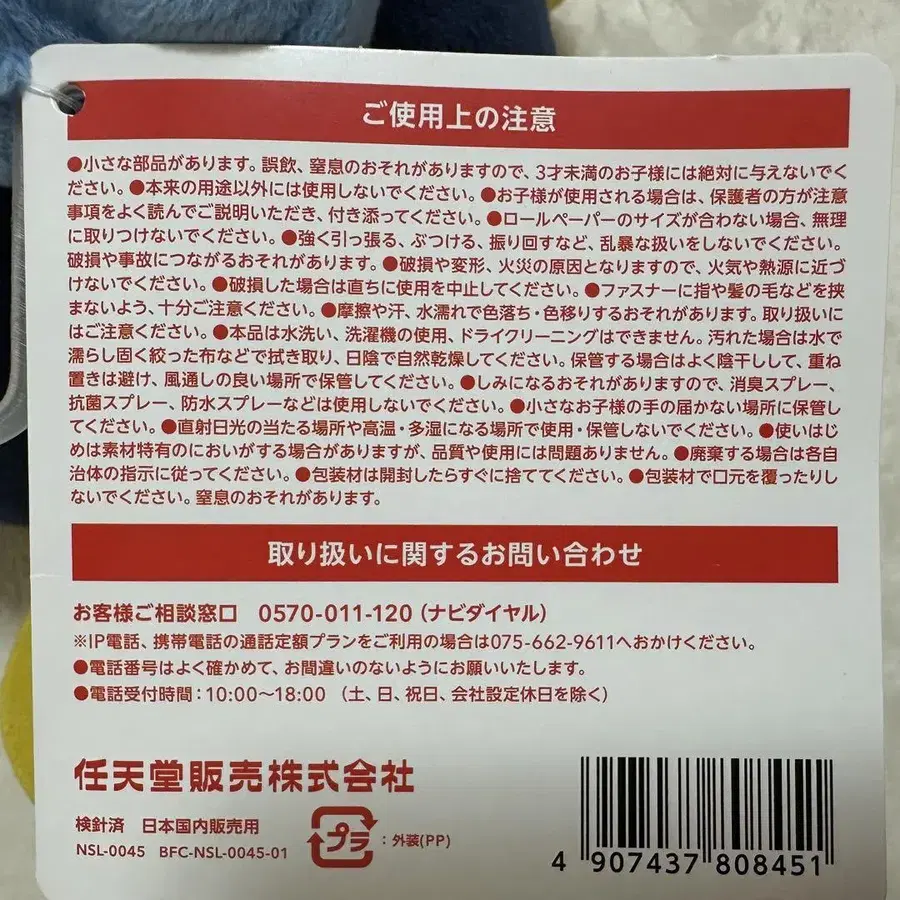 ご使用上の注意
●小さな部品があります。誤飲、窒息のおそれがありますので、3才未満のお子様には絶対に与えないでく
ださい。●本来の用途以外には使用しないでください。●お子様が使用される場合は、保護者の方が注意
事項をよく読んでご説明いただき、付き添ってください。●ロールペーパーのサイズが合わない場合、無理
に取りつけないでください。●強く引っ張る、ぶつける、振り回すなど、乱暴な扱いをしないでください。
破損や事故につながるおそれがあります。●破損や変形、火災の原因となりますので、火気や熱源に近づ
けないでください。●破損した場合は直ちに使用を中止してください。●ファスナーに指や髪の毛などを挟
まないよう、十分ご注意ください。●摩擦や汗、水濡れで色落ち・色移りするおそれがあります。取り扱いに
はご注意ください。●本品は水洗い、洗濯機の使用、ドライクリーニングはできません。汚れた場合は水で
濡らし固く絞った布などで拭き取り、日陰で自然乾燥してください。保管する場合はよく陰干しして、重ね
置きは避け、風通しの良い場所で保管してください。●しみになるおそれがありますので、消臭スプレー、
抗菌スプレー、防水スプレーなどは使用しないでください。●小さなお子様の手の届かない場所に保管し
てください。●直射日光の当たる場所や高温・多湿になる場所で使用・保管しないでください。●使いはじ
めは素材特有のにおいがする場合がありますが、品質や使用には問題ありません。●廃棄する場合は各自
治体の指示に従ってください。●包装材は開封したらすぐに捨ててください。●包装材で口元を覆ったりし
ないでください。窒息のおそれがあります。
取り扱いに関するお問い合わせ
お客様ご相談窓口 0570-011-120（ナビダイヤル）
※IP電話、携帯電話の通話定額プランをご利用の場合は075-662-9611へおかけください。
●電話番号はよく確かめて、お間違いのないようにお願いいたします。
●電話受付時間：10:00～18:00 （土、日、祝日、会社設定休日を除く）
任天堂販売株式会社
検針済 日本国内販売用
NSL-0045 BFC-NSL-0045-01
プラ：外装(PP)
4 907437 808451